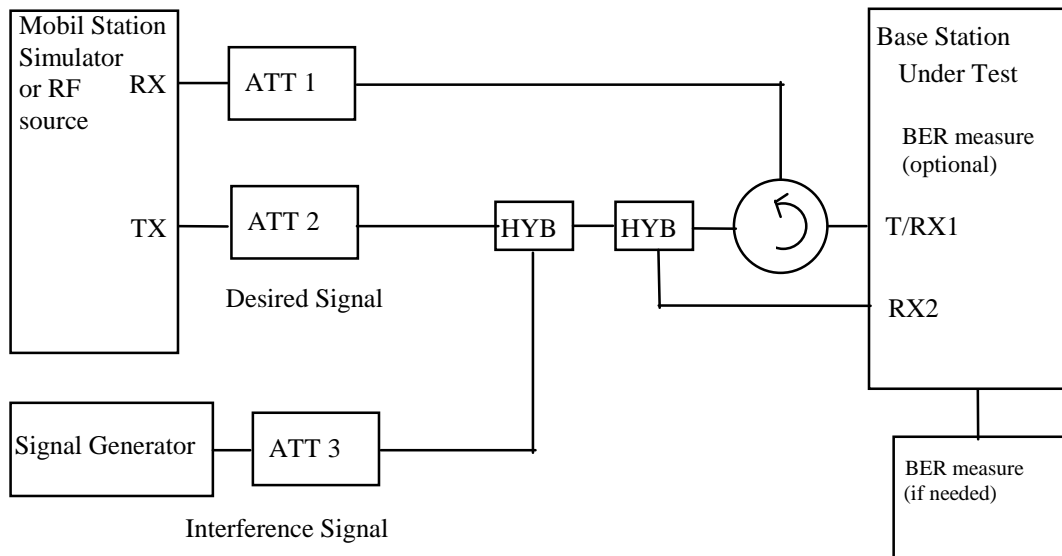 Mobil Station
Simulator
or RF
source
RX
TX
ATT 1
ATT 2
Desired Signal
HYB
HYB
Base Station
Under Test
BER measure
(optional)
T/RX1
RX2
Signal Generator
ATT 3
Interference Signal
BER measure
(if needed)